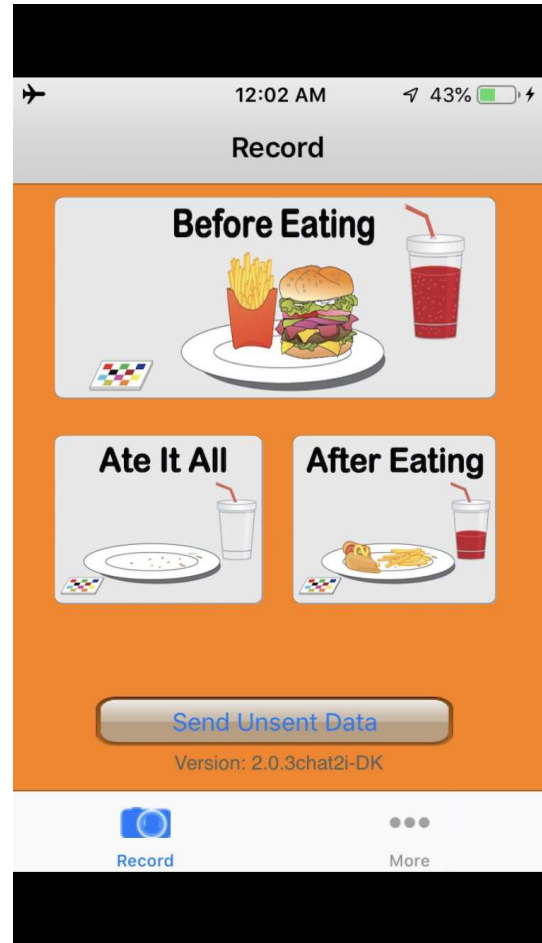 12:02 AM 43%
Record
Before Eating
Ate It All After Eating
Send Unsent Data
Version: 2.0.3chat2i-DK
Record More